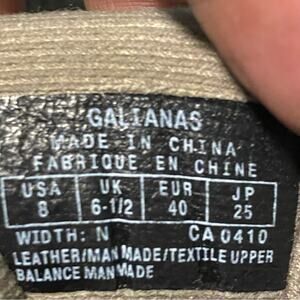 GALIANAS
MADE IN CHINA
FABRIQUE EN CHINE
USA UK EUR JP
8 6-1/2 40 25
WIDTH: N CA 0410
LEATHER/MAN MADE/TEXTILE UPPER
BALANCE MAN MADE